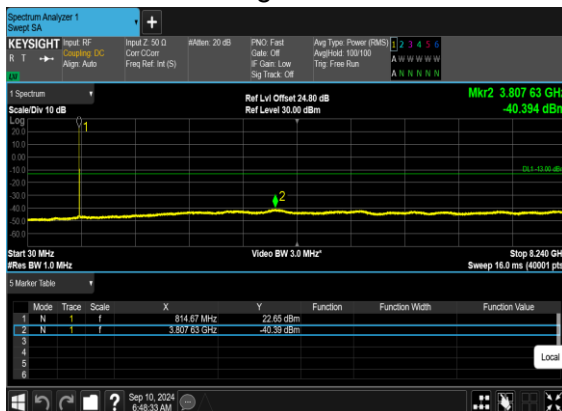 Spectrum Analyzer 1
Swept SA
+
KEYSIGHT Input: RF Input Z: 50 Ω #Atten: 20 dB PNO: Fast Avg Type: Power (RMS) 1 2 3 4 5 6
R T Coupling: DC Corr CCorr Gate: Off Avg|Hold: 100/100 A W W W W W
Align: Auto Freq Ref: Int (S) IF Gain: Low Trig: Free Run
Sig Track: Off A N N N N N
LXI
1 Spectrum Ref Lvl Offset 24.80 dB Mkr2 3.807 63 GHz
Scale/Div 10 dB Ref Level 30.00 dBm -40.394 dBm
Log
1
20.0
10.0
0.00
-10.0
DL1 -13.00 dBm
-20.0
-30.0
2
-40.0
-50.0
-60.0
Start 30 MHz Video BW 3.0 MHz* Stop 8.240 GHz
#Res BW 1.0 MHz Sweep 16.0 ms (40001 pts)
5 Marker Table
Mode Trace Scale X Y Function Function Width Function Value
1 N 1 f 814.67 MHz 22.65 dBm
2 N 1 f 3.807 63 GHz -40.39 dBm
3
4
5
6
Local
? Sep 10, 2024
6:48:33 AM